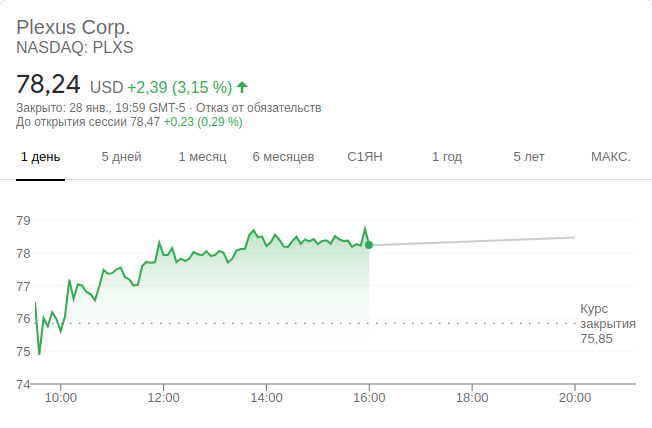 Plexus Corp.
NASDAQ: PLXS
78,24 USD +2,39 (3,15 %)
Закрыто: 28 янв., 19:59 GMT-5 · Отказ от обязательств
До открытия сессии 78,47 +0,23 (0,29 %)
1 день 5 дней 1 месяц 6 месяцев С1ЯН 1 год 5 лет МАКС.
79
78
77
76
75
74
Курс
закрытия
75,85
10:00 12:00 14:00 16:00 18:00 20:00